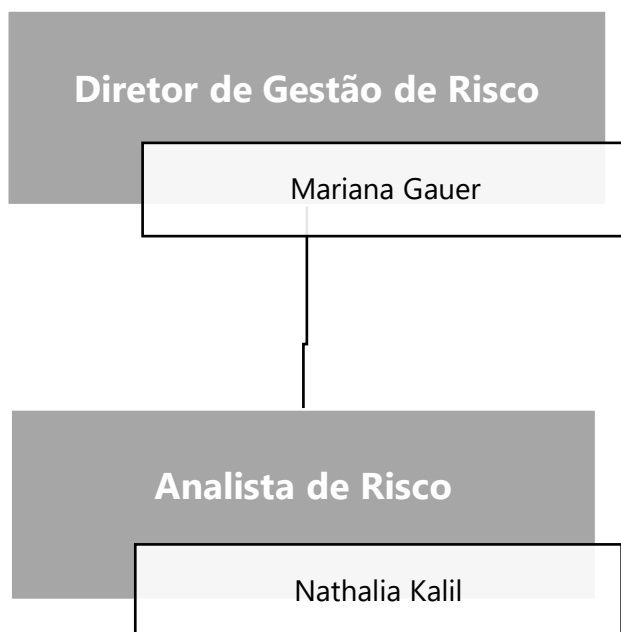 Diretor de Gestão de Risco
Mariana Gauer
Analista de Risco
Nathalia Kalil